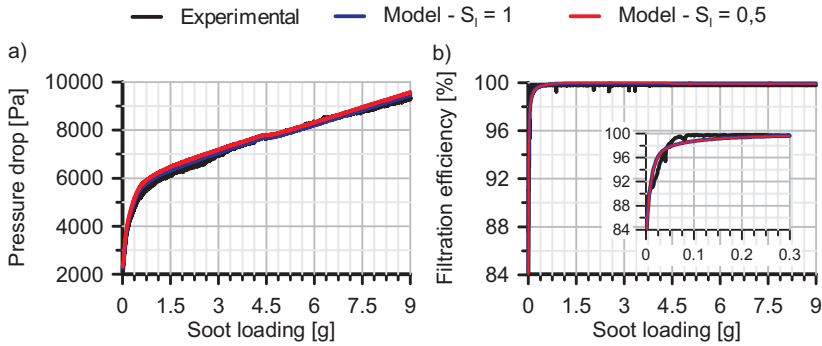 Experimental Model - S_l = 1 Model - S_l = 0,5
a) b)
Pressure drop [Pa]
10000
8000
6000
4000
2000
0 1.5 3 4.5 6 7.5 9
Soot loading [g]
Filtration efficiency [%]
100
96
92
88
84
0 1.5 3 4.5 6 7.5 9
Soot loading [g]
100
96
92
88
84
0 0.1 0.2 0.3